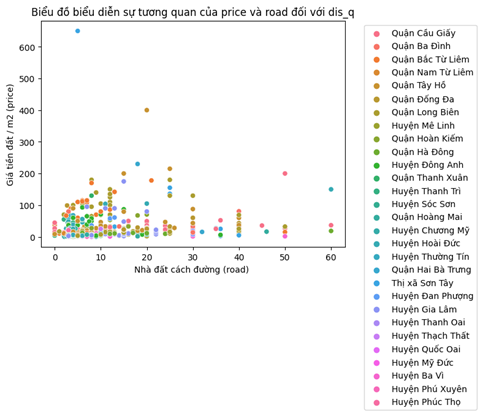 Biểu đồ biểu diễn sự tương quan của price và road đối với dis_q
Giá tiền đất / m2 (price)
600
500
400
300
200
100
0
0
10
20
30
40
50
60
Nhà đất cách đường (road)
Quận Cầu Giấy
Quận Ba Đình
Quận Bắc Từ Liêm
Quận Nam Từ Liêm
Quận Tây Hồ
Quận Đống Đa
Quận Long Biên
Huyện Mê Linh
Quận Hoàn Kiếm
Quận Hà Đông
Huyện Đông Anh
Quận Thanh Xuân
Huyện Thanh Trì
Huyện Sóc Sơn
Quận Hoàng Mai
Huyện Chương Mỹ
Huyện Hoài Đức
Huyện Thường Tín
Quận Hai Bà Trưng
Thị xã Sơn Tây
Huyện Đan Phượng
Huyện Gia Lâm
Huyện Thanh Oai
Huyện Thạch Thất
Huyện Quốc Oai
Huyện Mỹ Đức
Huyện Ba Vì
Huyện Phú Xuyên
Huyện Phúc Thọ